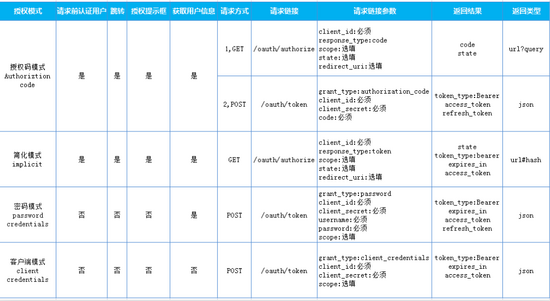 授权模式 请求前认证用户 跳转 授权提示框 获取用户信息 请求方式 请求链接 请求链接参数 返回结果 返回类型
授权码模式
Authoriztion
code
是 是 是 是
1,GET /oauth/authorize
client_id:必须
response_type:code
scope:选填
state:选填
redirect_uri:选填
code
state
url?query
2,POST /oauth/token
grant_type:authorization_code
client_id:必须
client_secret:必须
code:必须
token_type:Bearer
access_token
refresh_token
json
简化模式
implicit
是 是 是 是 GET /oauth/authorize
client_id:必须
response_type:token
scope:选填
state:选填
redirect_uri:选填
state
token_type:bearer
expires_in
access_token
url#hash
密码模式
password
credentials
否 否 否 是 POST /oauth/token
grant_type:password
client_id:必须
client_secret:必须
username:必须
password:必须
scope:选填
token_type:Bearer
expires_in
access_token
refresh_token
json
客户端模式
client
credentials
否 否 否 否 POST /oauth/token
grant_type:client_credentials
client_id:必须
client_secret:必须
scope:选填
token_type:Bearer
expires_in
access_token
json